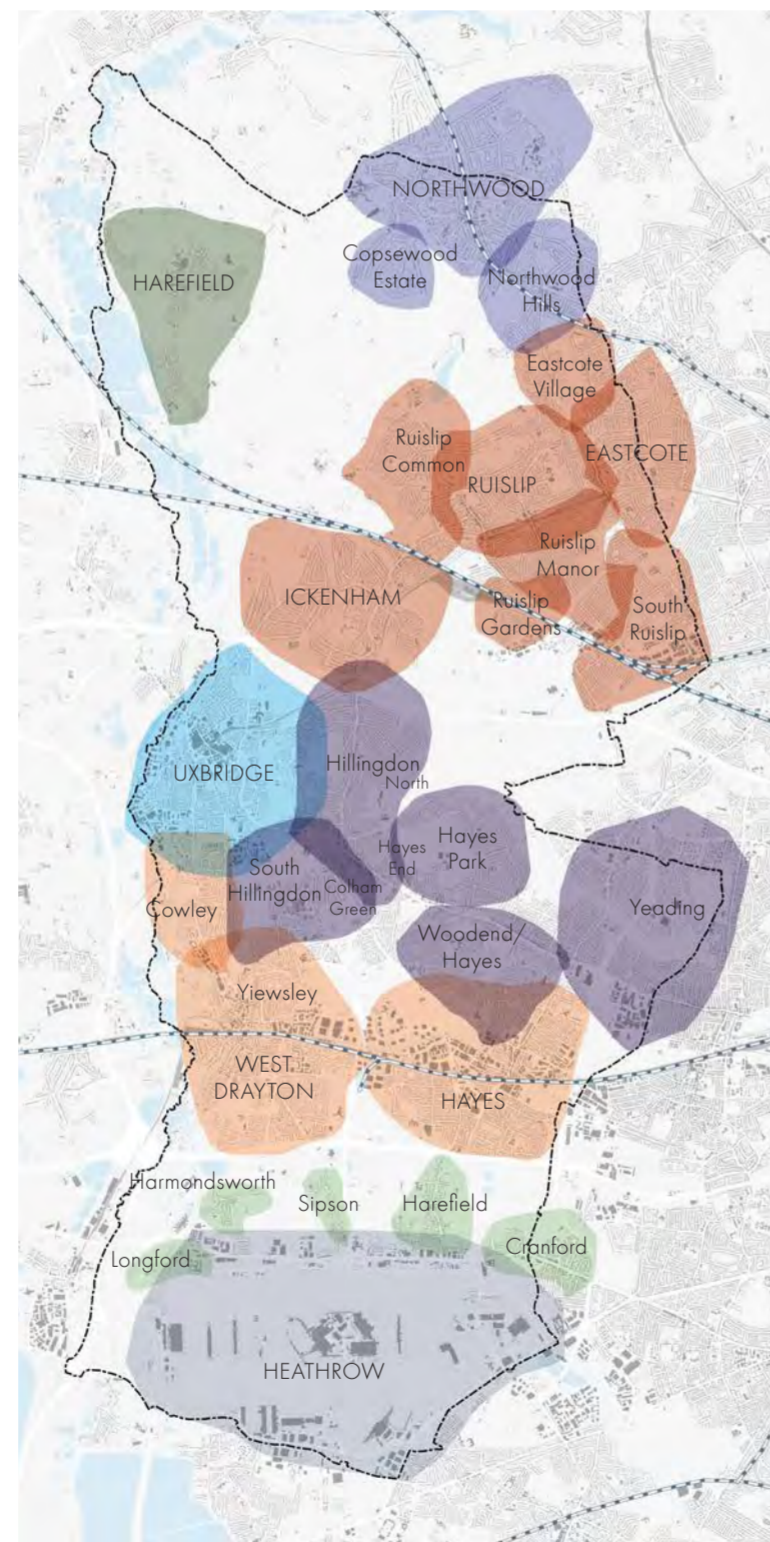 NORTHWOOD
Copsewood
Estate
Northwood
Hills
HAREFIELD
Eastcote
Village
Ruislip
Common
EASTCOTE
RUISLIP
Ruislip
Manor
ICKENHAM
Ruislip
Gardens
South
Ruislip
UXBRIDGE
Hillingdon
North
Hayes
End
Hayes
Park
South
Hillingdon
Colham
Green
Cowley
Yeading
Woodend/
Hayes
Yiewsley
WEST
DRAYTON
HAYES
Harmondsworth
Sipson
Harefield
Cranford
Longford
HEATHROW